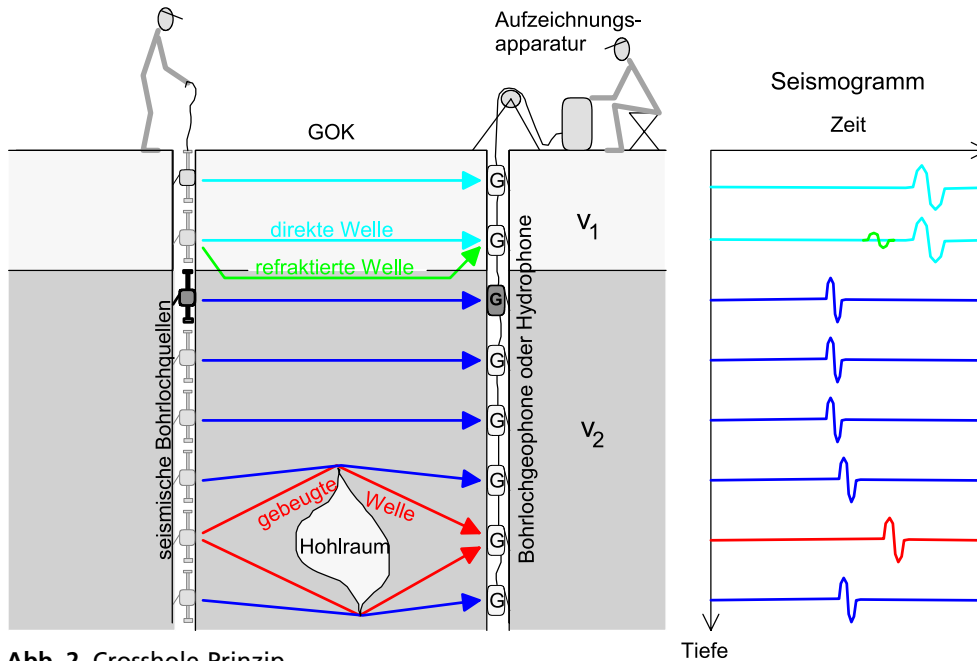 Aufzeichnungs-
apparatur
Seismogramm
Zeit
GOK
G
direkte Welle
G
v1
refraktierte Welle
G
seismische Bohrlochquellen
Bohrlochgeophone oder Hydrophone
G
G
v2
G
gebeugte Welle
Hohlraum
G
G
Tiefe
Abb. 2 Crosshole-Prinzip